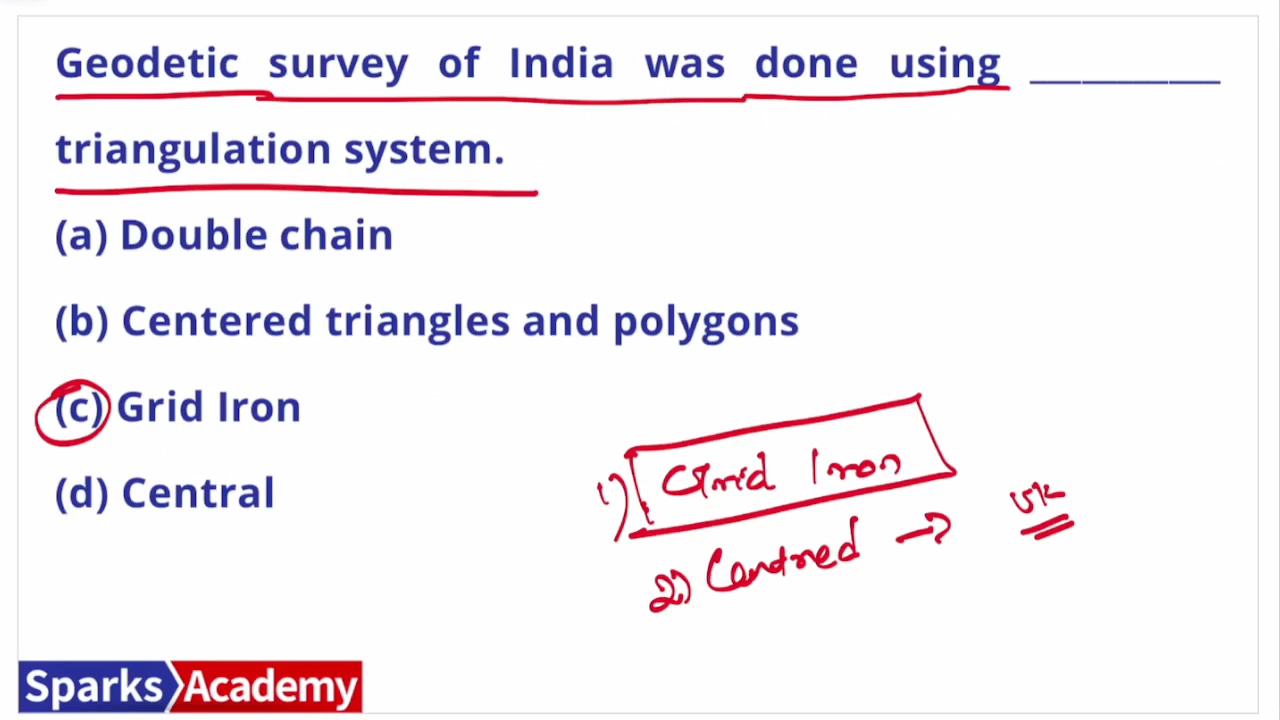 Geodetic survey of India was done using _________
triangulation system.
(a) Double chain
(b) Centered triangles and polygons
(c) Grid Iron
(d) Central
1) Grid Iron
2) Centred → UK
Sparks Academy